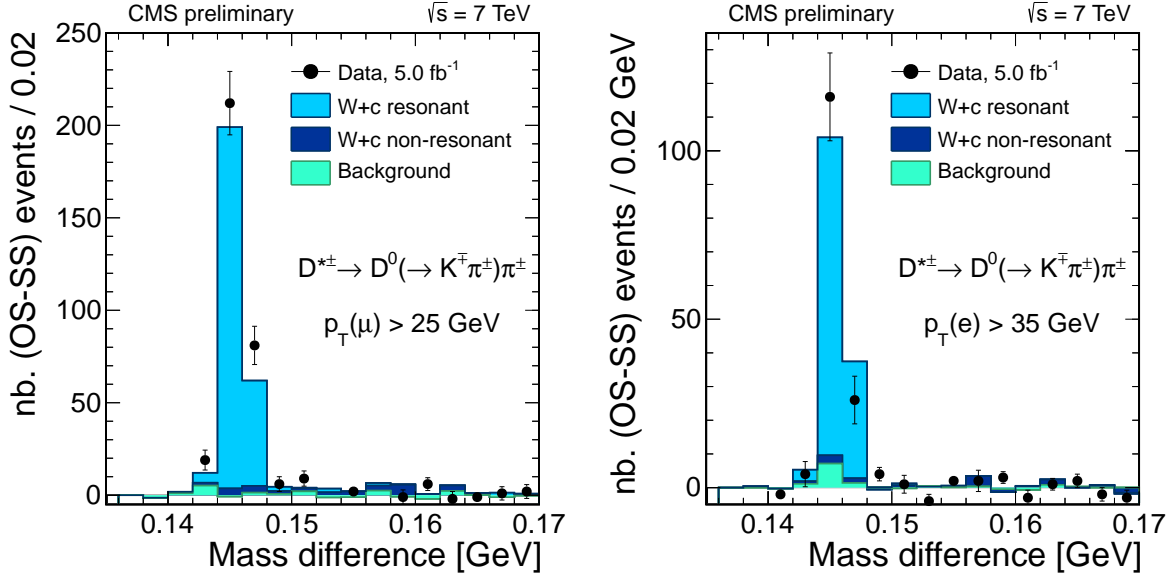 CMS preliminary √s = 7 TeV
nb. (OS-SS) events / 0.02
250
200
150
100
50
0
Data, 5.0 fb⁻¹
W+c resonant
W+c non-resonant
Background
D*± → D⁰(→ K∓π±)π±
p_T(μ) > 25 GeV
0.14 0.15 0.16 0.17
Mass difference [GeV]
CMS preliminary √s = 7 TeV
nb. (OS-SS) events / 0.02 GeV
100
50
0
Data, 5.0 fb⁻¹
W+c resonant
W+c non-resonant
Background
D*± → D⁰(→ K∓π±)π±
p_T(e) > 35 GeV
0.14 0.15 0.16 0.17
Mass difference [GeV]